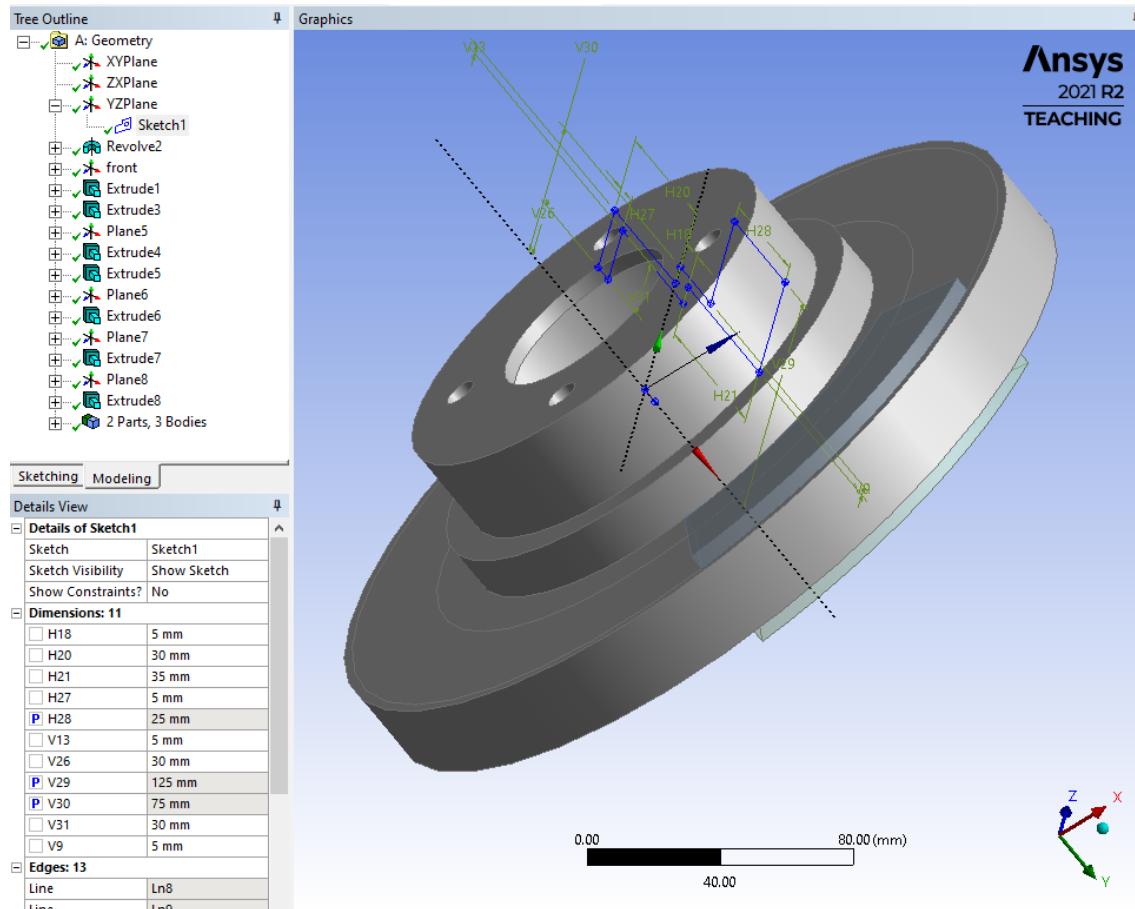 Tree Outline
A: Geometry
XYPlane
ZXPlane
YZPlane
Sketch1
Revolve2
front
Extrude1
Extrude3
Plane5
Extrude4
Extrude5
Plane6
Extrude6
Plane7
Extrude7
Plane8
Extrude8
2 Parts, 3 Bodies
Sketching Modeling
Details View
Details of Sketch1
Sketch Sketch1
Sketch Visibility Show Sketch
Show Constraints? No
Dimensions: 11
H18 5 mm
H20 30 mm
H21 35 mm
H27 5 mm
P H28 25 mm
V13 5 mm
V26 30 mm
P V29 125 mm
P V30 75 mm
V31 30 mm
V9 5 mm
Edges: 13
Line Ln8
Line Ln9
Graphics
Ansys
2021 R2
TEACHING
V13
V30
H20
V26
H27
H18
H28
V29
H21
V9
0.00 80.00 (mm)
40.00
Z
X
Y